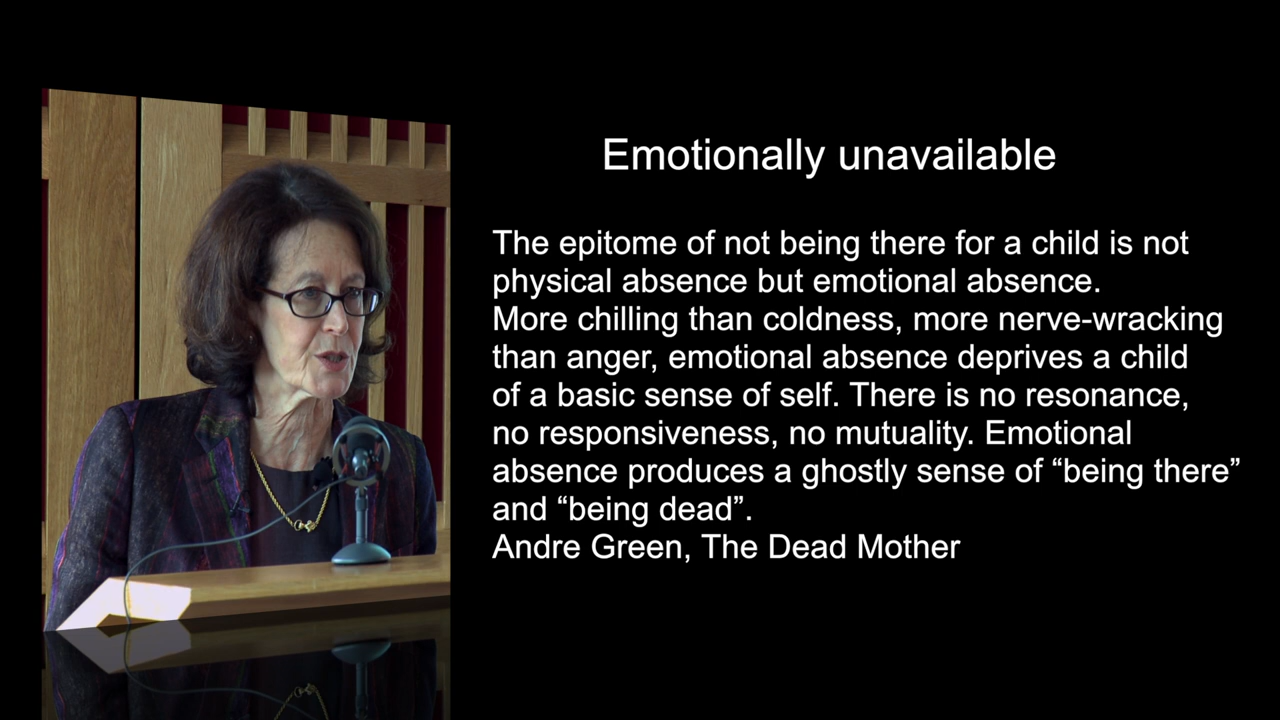 Emotionally unavailable
The epitome of not being there for a child is not
physical absence but emotional absence.
More chilling than coldness, more nerve-wracking
than anger, emotional absence deprives a child
of a basic sense of self. There is no resonance,
no responsiveness, no mutuality. Emotional
absence produces a ghostly sense of “being there”
and “being dead”.
Andre Green, The Dead Mother